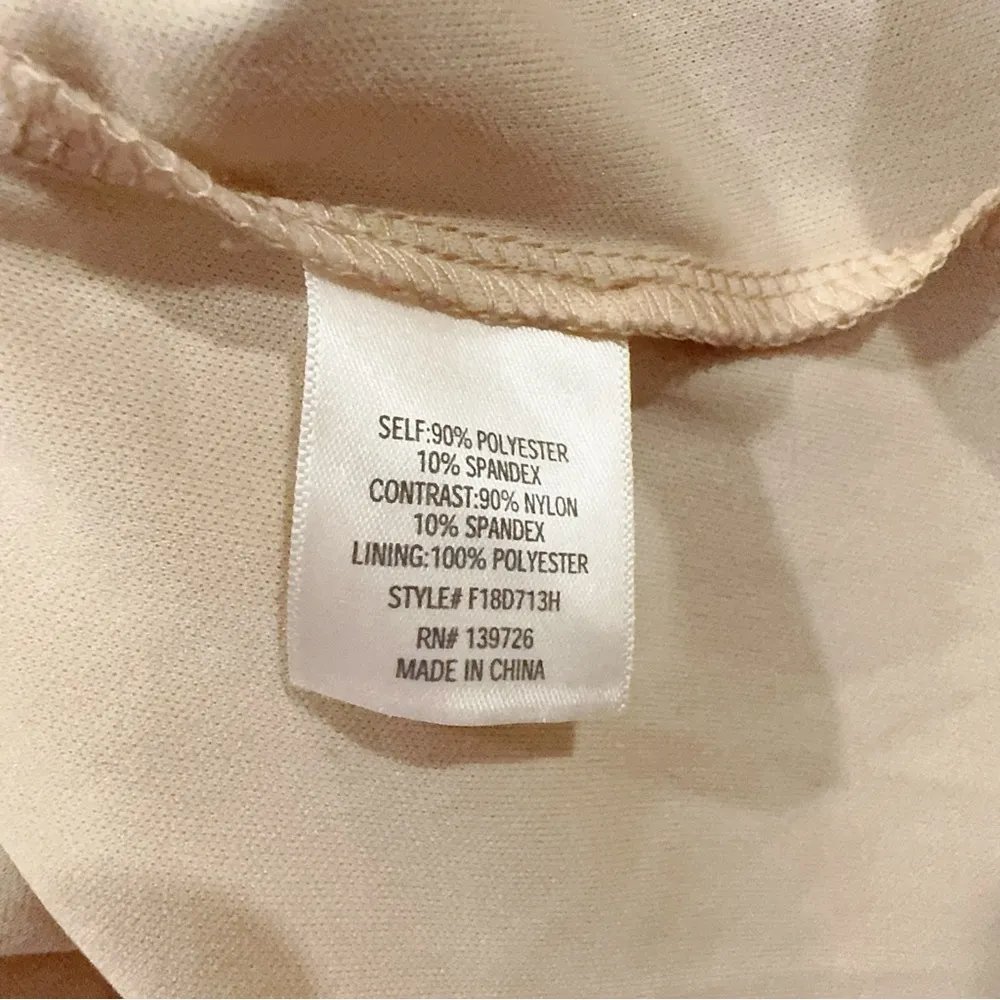 SELF:90% POLYESTER
10% SPANDEX
CONTRAST:90% NYLON
10% SPANDEX
LINING:100% POLYESTER
STYLE# F18D713H
RN# 139726
MADE IN CHINA